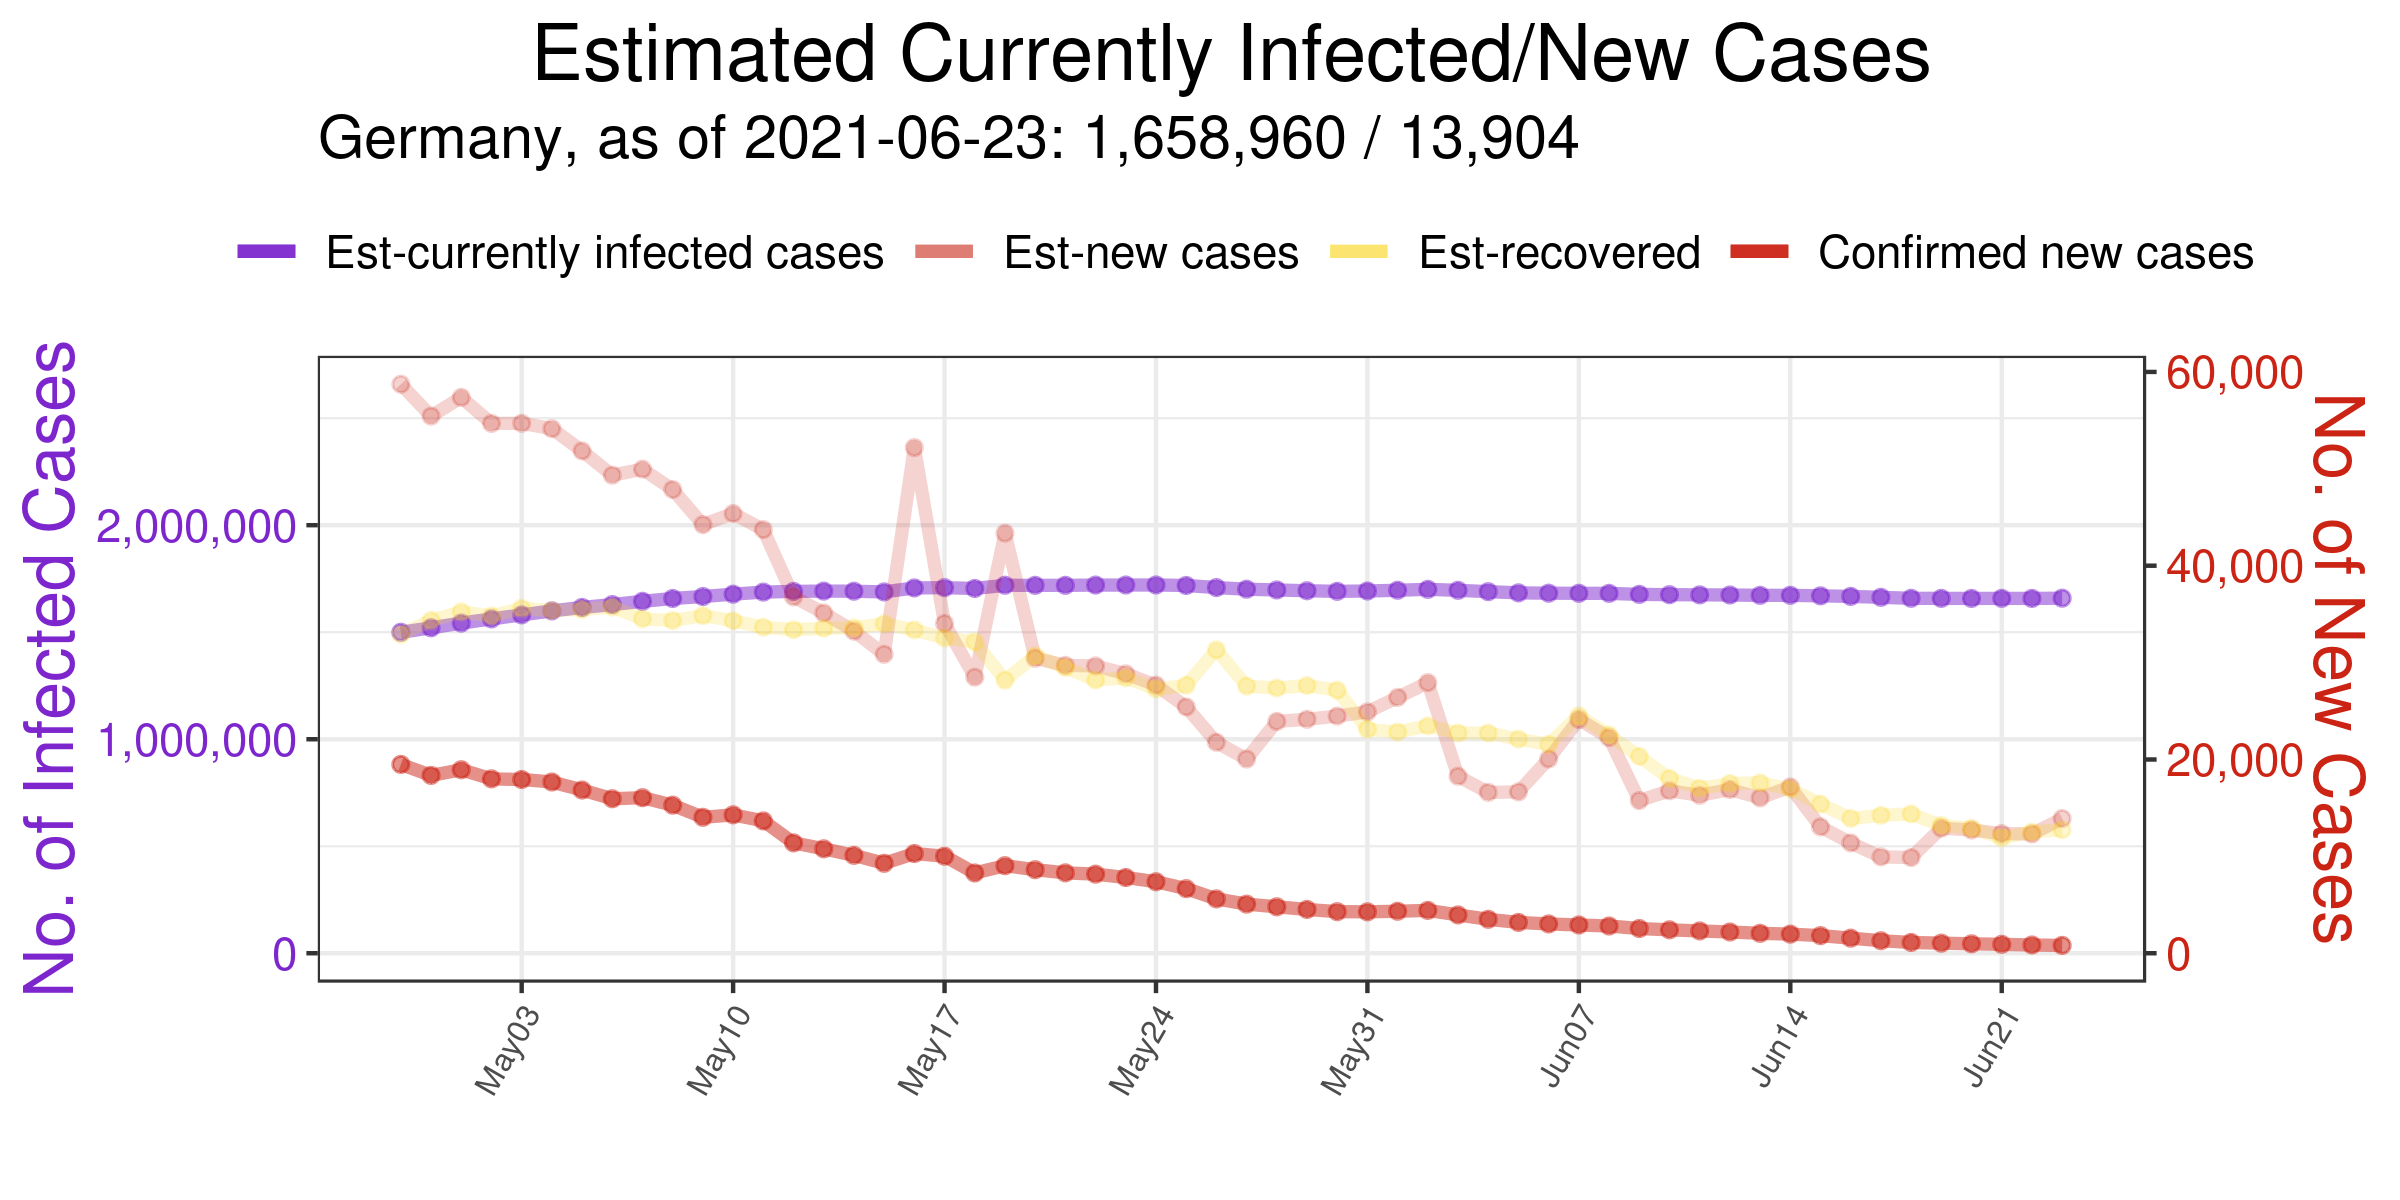 Estimated Currently Infected/New Cases
Germany, as of 2021-06-23: 1,658,960 / 13,904
Est-currently infected cases Est-new cases Est-recovered Confirmed new cases
No. of Infected Cases
2,000,000
1,000,000
0
60,000
40,000
20,000
0
No. of New Cases
May03 May10 May17 May24 May31 Jun07 Jun14 Jun21